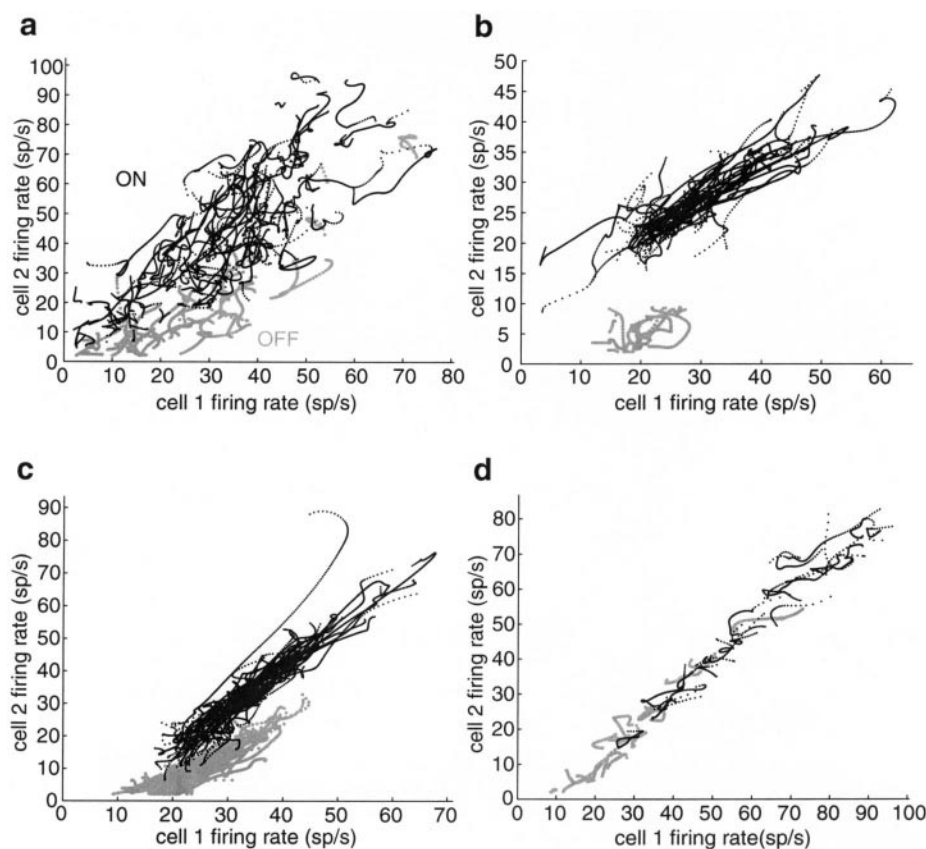 a
100
90
80
70
60
50
40
30
20
10
0
cell 2 firing rate (sp/s)
ON
OFF
0 10 20 30 40 50 60 70 80
cell 1 firing rate (sp/s)
b
50
45
40
35
30
25
20
15
10
5
0
cell 2 firing rate (sp/s)
0 10 20 30 40 50 60
cell 1 firing rate (sp/s)
c
90
80
70
60
50
40
30
20
10
0
cell 2 firing rate (sp/s)
0 10 20 30 40 50 60 70
cell 1 firing rate (sp/s)
d
80
70
60
50
40
30
20
10
0
cell 2 firing rate (sp/s)
0 10 20 30 40 50 60 70 80 90 100
cell 1 firing rate(sp/s)